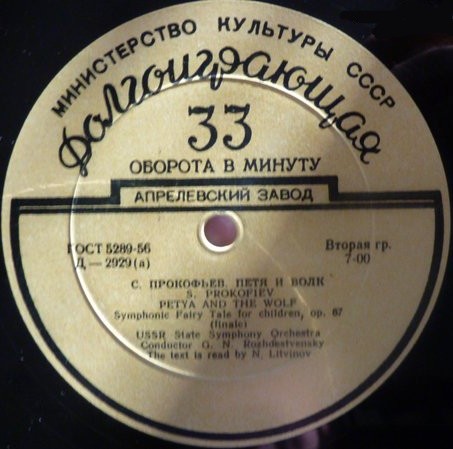 МИНИСТЕРСТВО КУЛЬТУРЫ СССР
Долгоиграющая
33
ОБОРОТА В МИНУТУ
АПРЕЛЕВСКИЙ ЗАВОД
ГОСТ 5289-56
Д — 2929 (а)
Вторая гр.
7-00
С. ПРОКОФЬЕВ. ПЕТЯ И ВОЛК
S. PROKOFIEV
PETYA AND THE WOLF
Symphonic Fairy Tale for children, op. 67
(finale)
USSR State Symphony Orchestra
Conductor G. N. Rozhdestvensky
The text is read by N. Litvinov